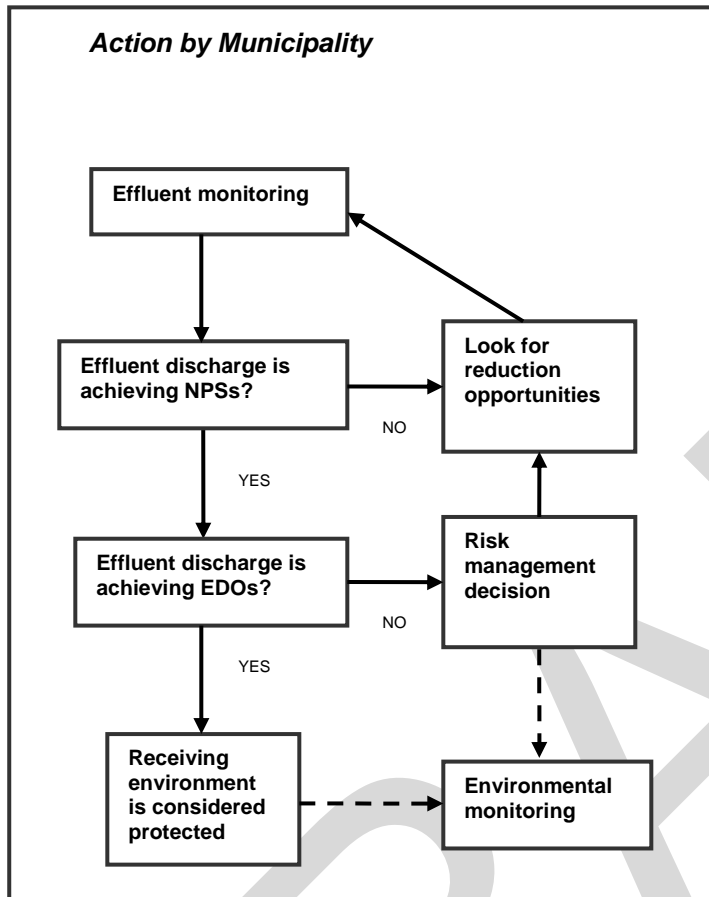 Action by Municipality
Effluent monitoring
Effluent discharge is
achieving NPSs?
NO
Look for
reduction
opportunities
YES
Effluent discharge is
achieving EDOs?
NO
Risk
management
decision
YES
Receiving
environment
is considered
protected
Environmental
monitoring